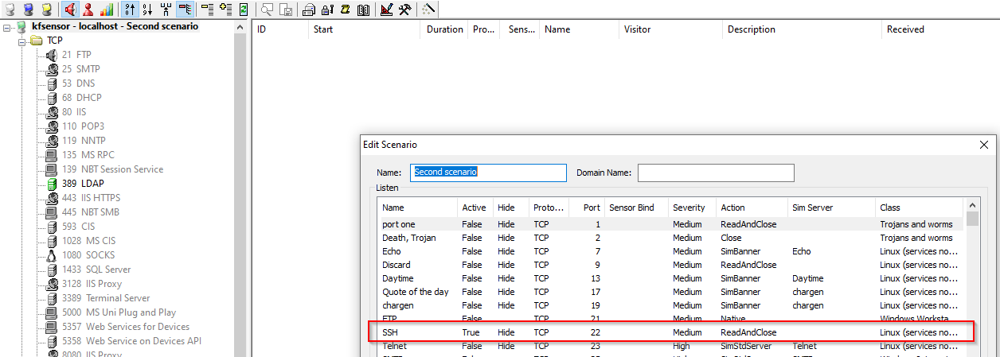 kfsensor - localhost - Second scenario
TCP
21 FTP
25 SMTP
53 DNS
68 DHCP
80 IIS
110 POP3
119 NNTP
135 MS RPC
139 NBT Session Service
389 LDAP
443 IIS HTTPS
445 NBT SMB
593 CIS
1028 MS CIS
1080 SOCKS
1433 SQL Server
3128 IIS Proxy
3389 Terminal Server
5000 MS Uni Plug and Play
5357 Web Services for Devices
5358 Web Service on Devices API
8080 IIS Proxy
ID Start Duration Pro... Sens... Name Visitor Description Received
Edit Scenario
Name: Second scenario Domain Name:
Listen
Name Active Hide Proto... Port Sensor Bind Severity Action Sim Server Class
port one False Hide TCP 1 Medium ReadAndClose Trojans and worms
Death, Trojan False Hide TCP 2 Medium Close Trojans and worms
Echo False Hide TCP 7 Medium SimBanner Echo Linux (services no...
Discard False Hide TCP 9 Medium ReadAndClose Linux (services no...
Daytime False Hide TCP 13 Medium SimBanner Daytime Linux (services no...
Quote of the day False Hide TCP 17 Medium SimBanner chargen Linux (services no...
chargen False Hide TCP 19 Medium SimBanner chargen Linux (services no...
FTP False Hide TCP 21 Medium Native Windows Worksta...
SSH True Hide TCP 22 Medium ReadAndClose Linux (services no...
Telnet False Hide TCP 23 High SimStdServer Telnet Linux (services no...